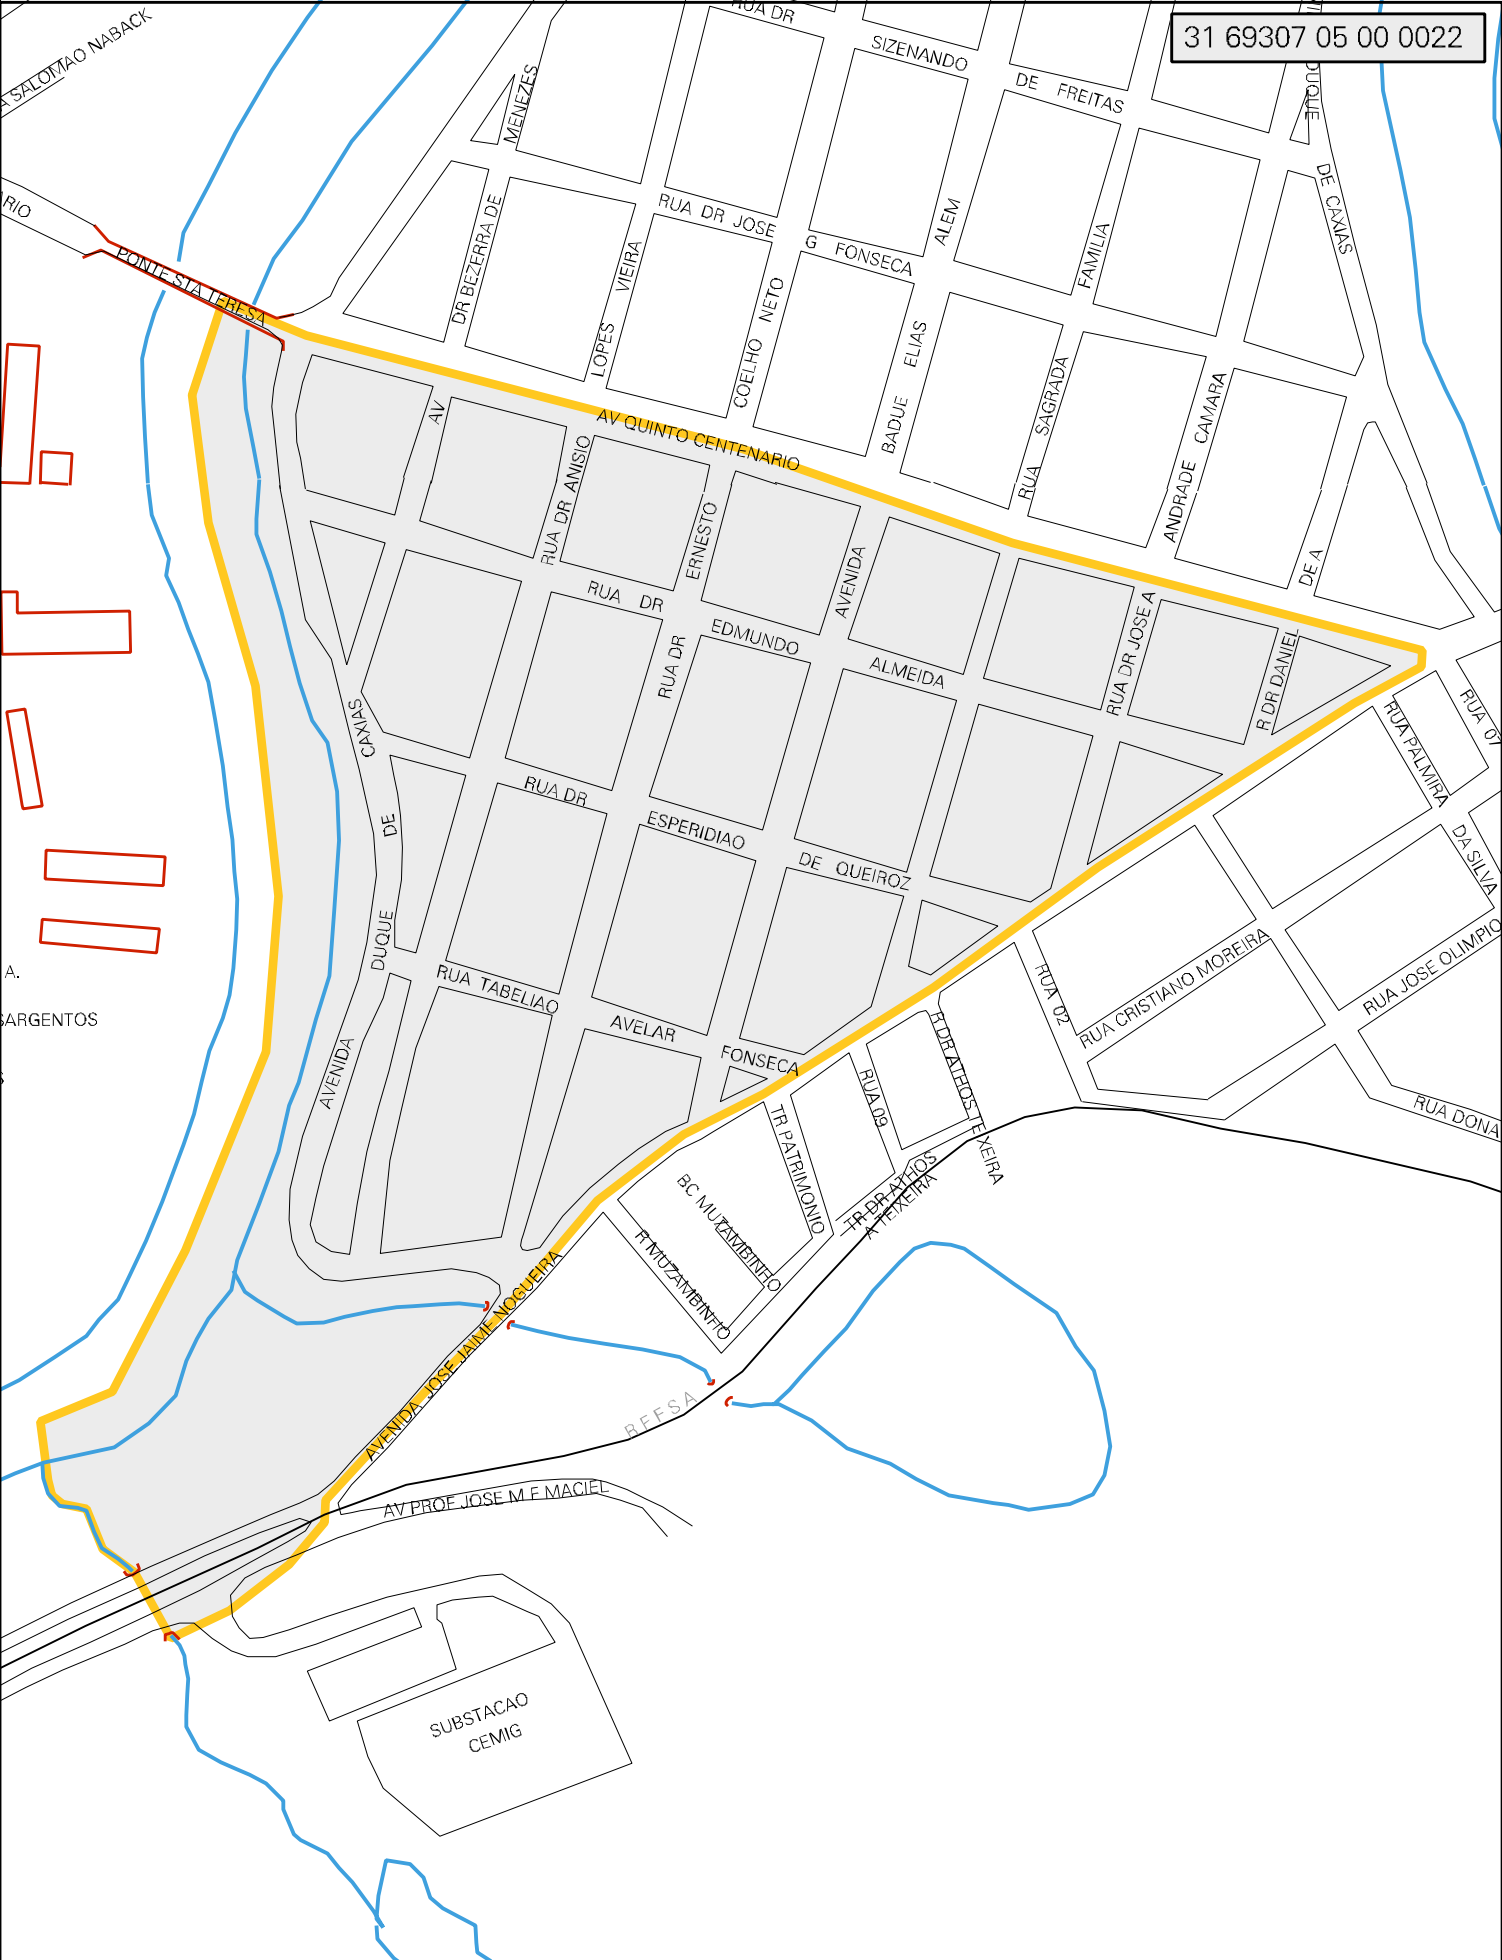 31 69307 05 00 0022
A SALOMAO NABACK
RUA DR
SIZENANDO
DE FREITAS
MENEZES
DUQUE
DE CAXIAS
RIO
RUA DR JOSE
G FONSECA
ALEM
FAMILIA
DR BEZERRA DE
VIEIRA
NETO
PONTE STA TERESA
LOPES
COELHO
ELIAS
BADUE
SAGRADA
RUA
CAMARA
ANDRADE
DE A
AV
AV QUINTO CENTENARIO
RUA DR ANISIO
ERNESTO
AVENIDA
RUA DR
EDMUNDO
ALMEIDA
RUA DR
RUA DR JOSE A
R DR DANIEL
RUA PALMIRA
RUA 07
CAXIAS
DE
DUQUE
AVENIDA
RUA DR
ESPERIDIAO
DE QUEIROZ
DA SILVA
RUA CRISTIANO MOREIRA
RUA JOSE OLIMPIO
RUA 02
A.
SARGENTOS
S
RUA TABELIAO
AVELAR
FONSECA
RUA 09
R DR ATHOS TEIXEIRA
RUA DONA
TR PATRIMONIO
TR DR ATHOS
A TEIXEIRA
BC MUZAMBINHO
R MUZAMBINHO
AVENIDA JOSE JAIME NOGUEIRA
RFFSA
AV PROF JOSE M F MACIEL
SUBSTACAO
CEMIG